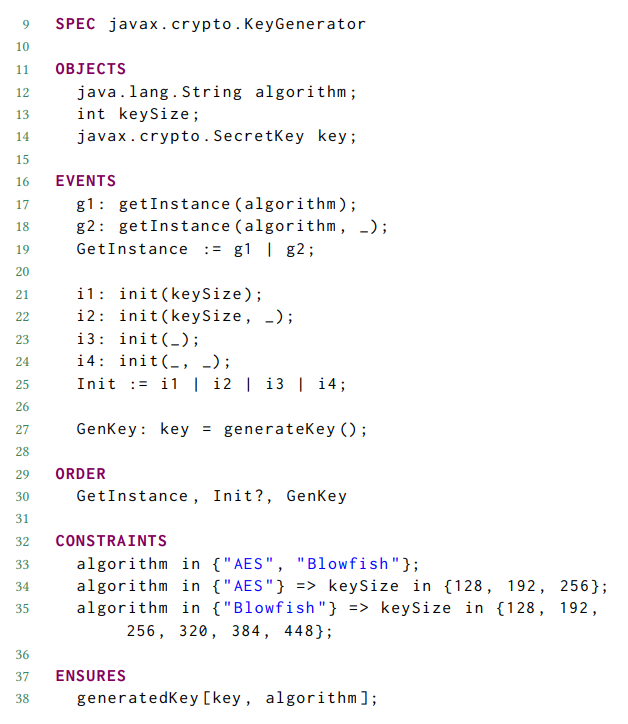 9 SPEC javax.crypto.KeyGenerator
10
11 OBJECTS
12 java.lang.String algorithm;
13 int keySize;
14 javax.crypto.SecretKey key;
15
16 EVENTS
17 g1: getInstance(algorithm);
18 g2: getInstance(algorithm, _);
19 GetInstance := g1 | g2;
20
21 i1: init(keySize);
22 i2: init(keySize, _);
23 i3: init(_);
24 i4: init(_, _);
25 Init := i1 | i2 | i3 | i4;
26
27 GenKey: key = generateKey();
28
29 ORDER
30 GetInstance, Init?, GenKey
31
32 CONSTRAINTS
33 algorithm in {"AES", "Blowfish"};
34 algorithm in {"AES"} => keySize in {128, 192, 256};
35 algorithm in {"Blowfish"} => keySize in {128, 192,
256, 320, 384, 448};
36
37 ENSURES
38 generatedKey[key, algorithm];